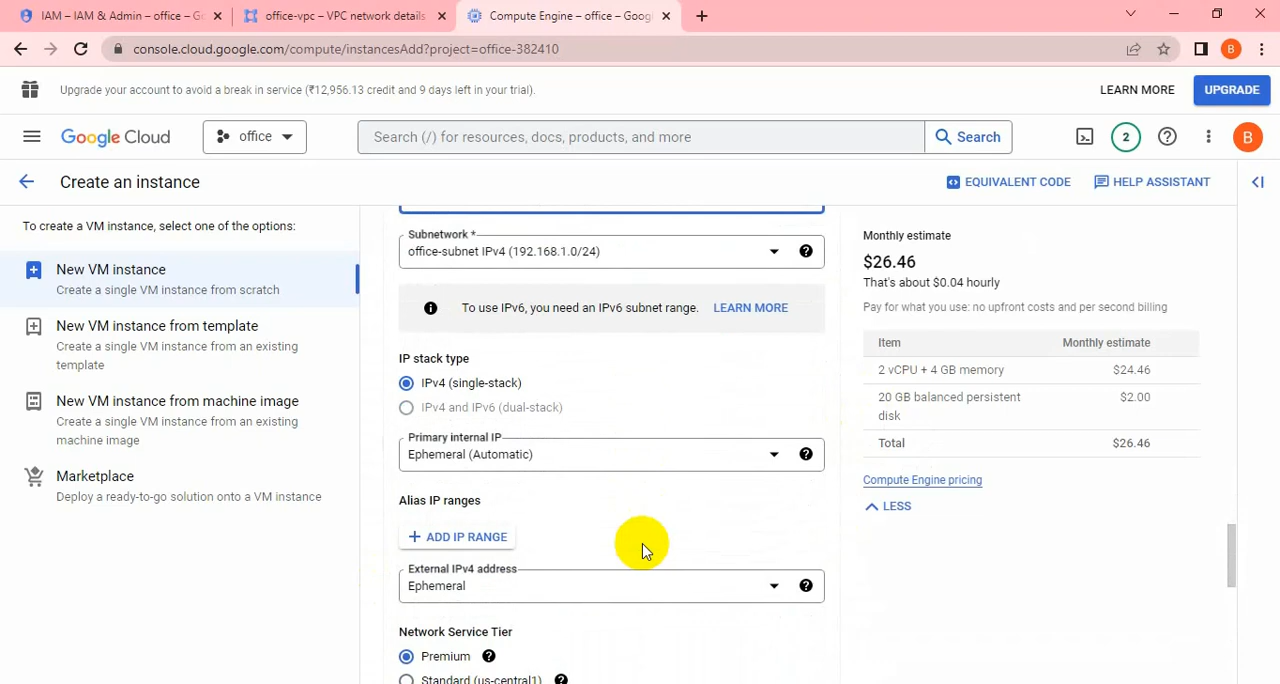 IAM – IAM & Admin – office – Go
office-vpc – VPC network details
Compute Engine – office – Googl
console.cloud.google.com/compute/instancesAdd?project=office-382410
B
Upgrade your account to avoid a break in service (₹12,956.13 credit and 9 days left in your trial).
LEARN MORE
UPGRADE
Google Cloud
office
Search (/) for resources, docs, products, and more
Search
2
B
Create an instance
EQUIVALENT CODE
HELP ASSISTANT
To create a VM instance, select one of the options:
New VM instance
Create a single VM instance from scratch
New VM instance from template
Create a single VM instance from an existing
template
New VM instance from machine image
Create a single VM instance from an existing
machine image
Marketplace
Deploy a ready-to-go solution onto a VM instance
Subnetwork *
office-subnet IPv4 (192.168.1.0/24)
To use IPv6, you need an IPv6 subnet range. LEARN MORE
IP stack type
IPv4 (single-stack)
IPv4 and IPv6 (dual-stack)
Primary internal IP
Ephemeral (Automatic)
Alias IP ranges
ADD IP RANGE
External IPv4 address
Ephemeral
Network Service Tier
Premium
Standard (us-central1)
Monthly estimate
$26.46
That's about $0.04 hourly
Pay for what you use: no upfront costs and per second billing
Item Monthly estimate
2 vCPU + 4 GB memory $24.46
20 GB balanced persistent $2.00
disk
Total $26.46
Compute Engine pricing
LESS